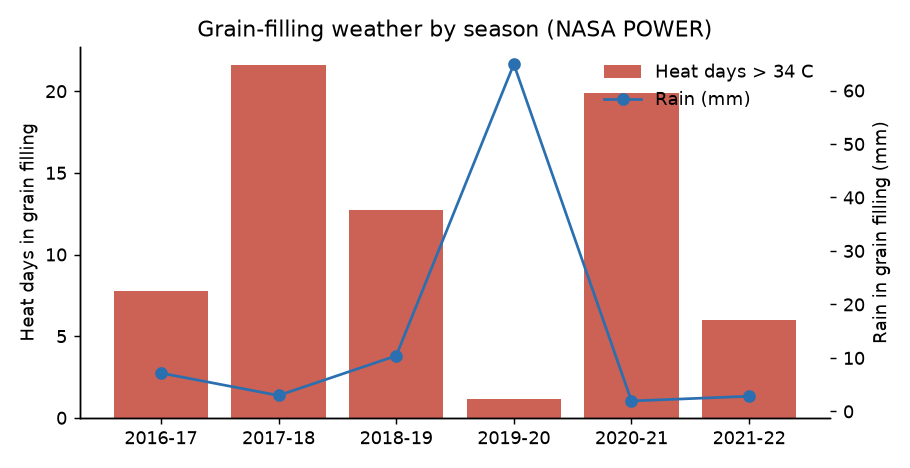 Grain-filling weather by season (NASA POWER)
Heat days > 34 C
Rain (mm)
Heat days in grain filling
20
15
10
5
0
60
50
40
30
20
10
0
Rain in grain filling (mm)
2016-17 2017-18 2018-19 2019-20 2020-21 2021-22